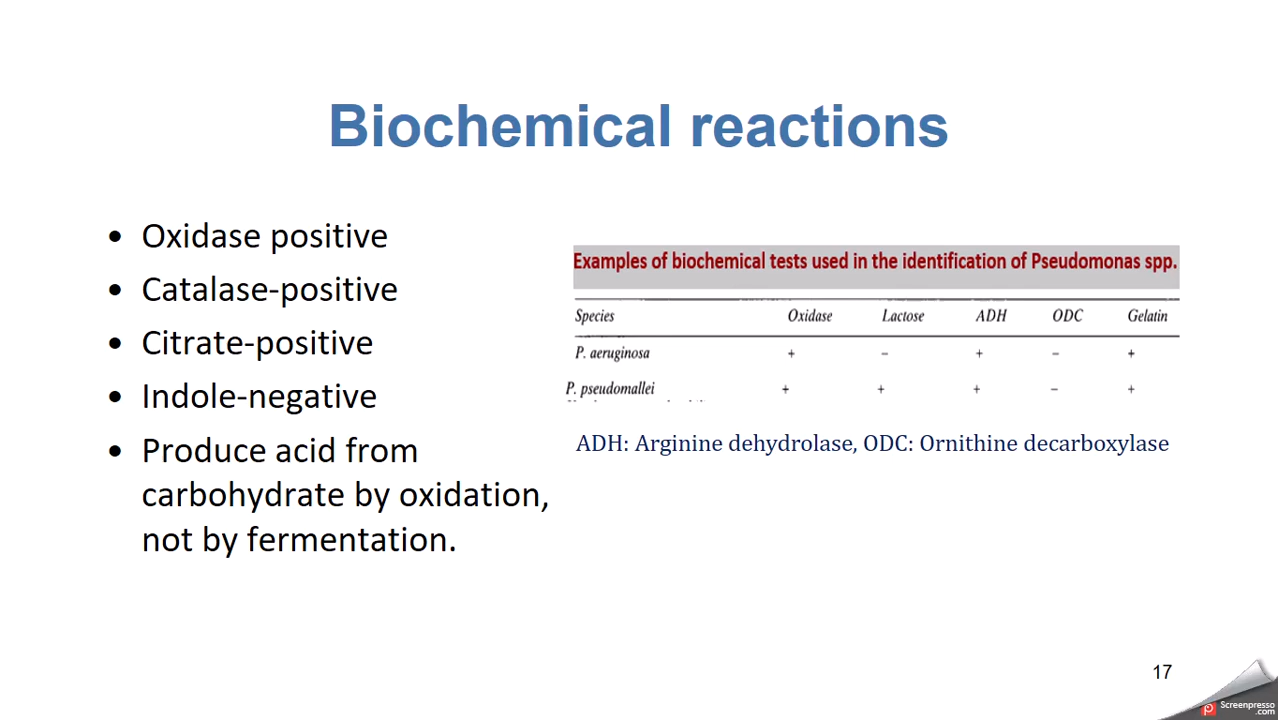 Biochemical reactions
• Oxidase positive
• Catalase-positive
• Citrate-positive
• Indole-negative
• Produce acid from
carbohydrate by oxidation,
not by fermentation.
Examples of biochemical tests used in the identification of Pseudomonas spp.
Species Oxidase Lactose ADH ODC Gelatin
P. aeruginosa + – + – +
P. pseudomallei + + + – +
ADH: Arginine dehydrolase, ODC: Ornithine decarboxylase
17
Screenpresso
.com